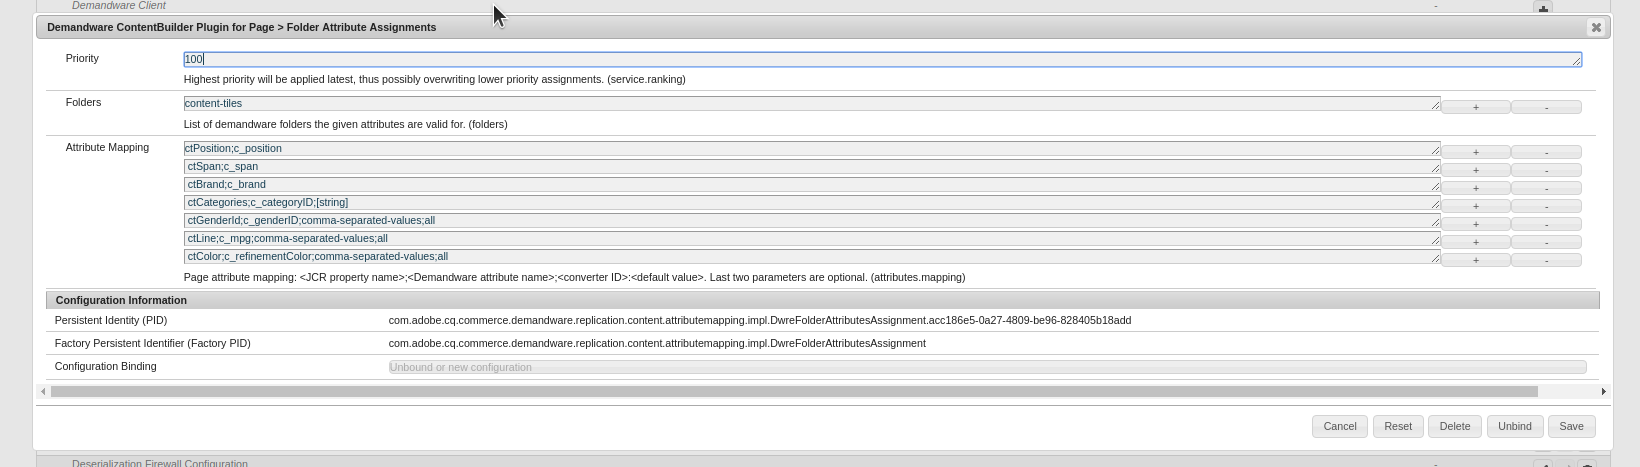 Demandware Client -
Demandware ContentBuilder Plugin for Page > Folder Attribute Assignments
Priority 100
Highest priority will be applied latest, thus possibly overwriting lower priority assignments. (service.ranking)
Folders content-tiles + -
List of demandware folders the given attributes are valid for. (folders)
Attribute Mapping ctPosition;c_position + -
ctSpan;c_span + -
ctBrand;c_brand + -
ctCategories;c_categoryID;[string] + -
ctGenderId;c_genderID;comma-separated-values;all + -
ctLine;c_mpg;comma-separated-values;all + -
ctColor;c_refinementColor;comma-separated-values;all + -
Page attribute mapping: <JCR property name>;<Demandware attribute name>;<converter ID>:<default value>. Last two parameters are optional. (attributes.mapping)
Configuration Information
Persistent Identity (PID) com.adobe.cq.commerce.demandware.replication.content.attributemapping.impl.DwreFolderAttributesAssignment.acc186e5-0a27-4809-be96-828405b18add
Factory Persistent Identifier (Factory PID) com.adobe.cq.commerce.demandware.replication.content.attributemapping.impl.DwreFolderAttributesAssignment
Configuration Binding Unbound or new configuration
Cancel Reset Delete Unbind Save
Deserialization Firewall Configuration -